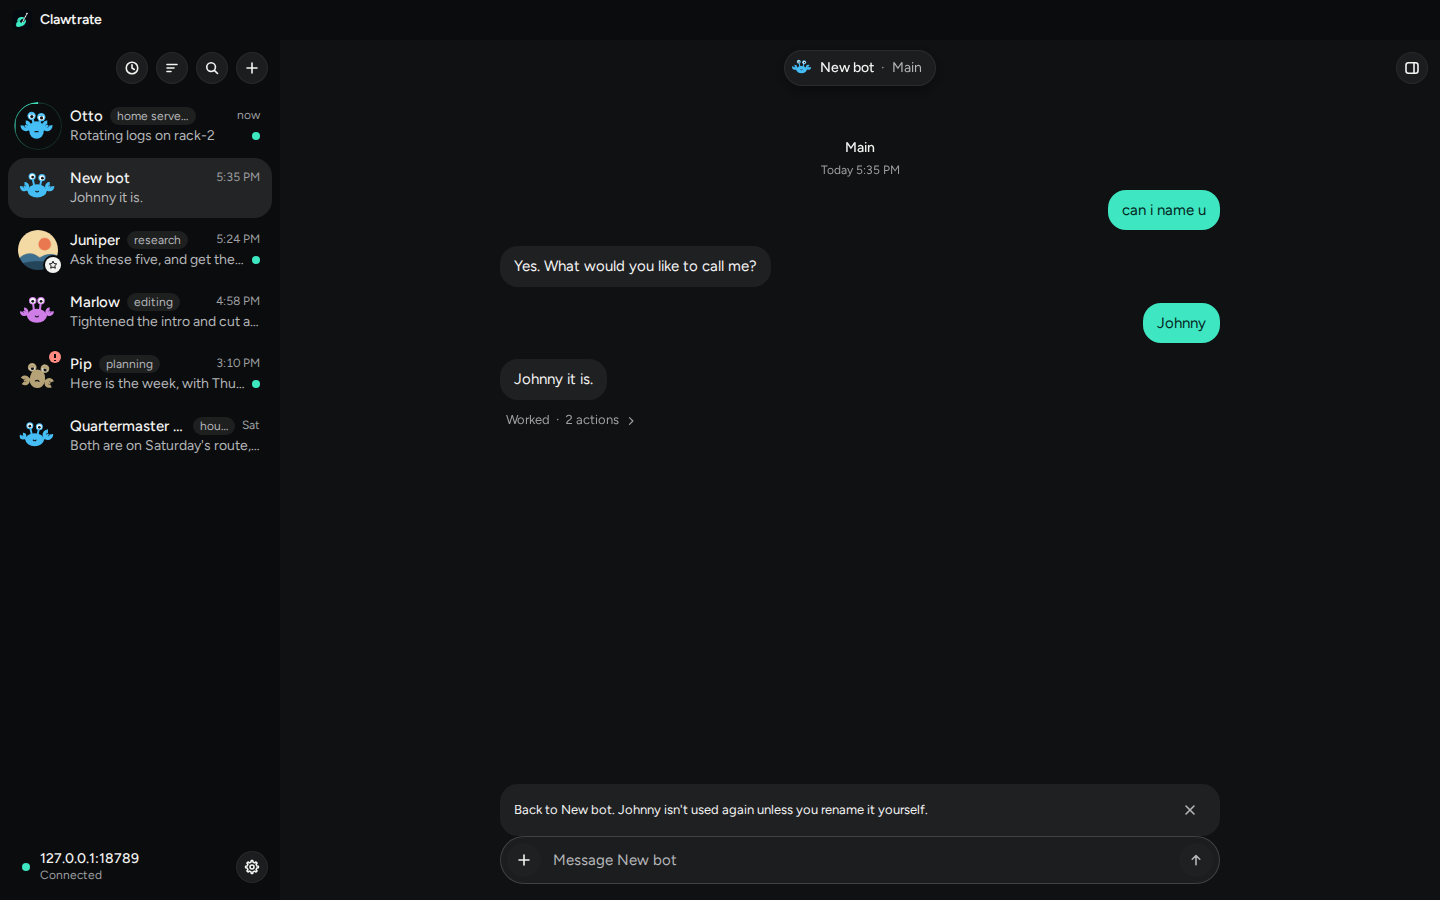 Clawtrate
Otto home serve... now
Rotating logs on rack-2
New bot 5:35 PM
Johnny it is.
Juniper research 5:24 PM
Ask these five, and get the...
Marlow editing 4:58 PM
Tightened the intro and cut a...
Pip planning 3:10 PM
Here is the week, with Thu...
Quartermaster ... hou... Sat
Both are on Saturday's route,...
127.0.0.1:18789
Connected
New bot · Main
Main
Today 5:35 PM
can i name u
Yes. What would you like to call me?
Johnny
Johnny it is.
Worked · 2 actions
Back to New bot. Johnny isn't used again unless you rename it yourself.
Message New bot